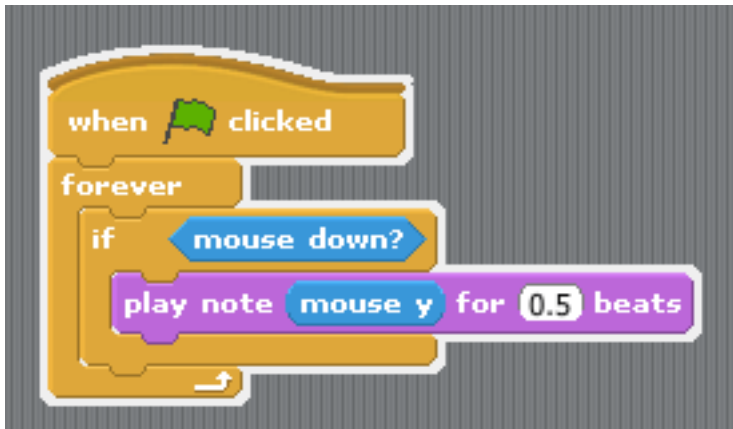 when clicked
forever
if mouse down?
play note mouse y for 0.5 beats